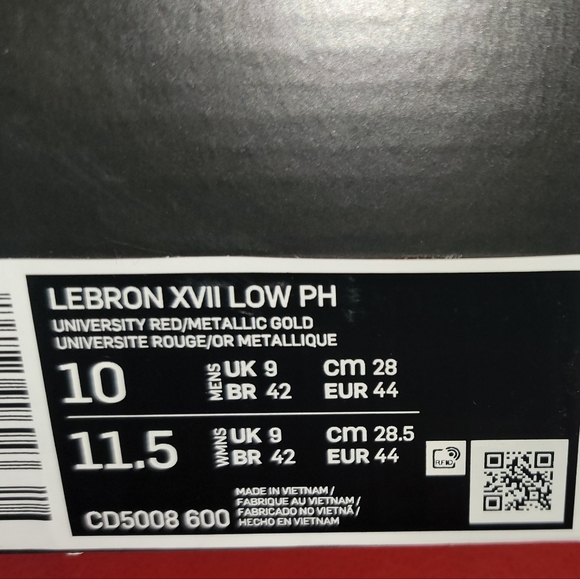 LEBRON XVII LOW PH
UNIVERSITY RED/METALLIC GOLD
UNIVERSITE ROUGE/OR METALLIQUE
10 MENS UK 9 CM 28
BR 42 EUR 44
11.5 WMNS UK 9 CM 28.5
BR 42 EUR 44
MADE IN VIETNAM /
FABRIQUE AU VIETNAM /
FABRICADO NO VIETNÃ /
HECHO EN VIETNAM
CD5008 600